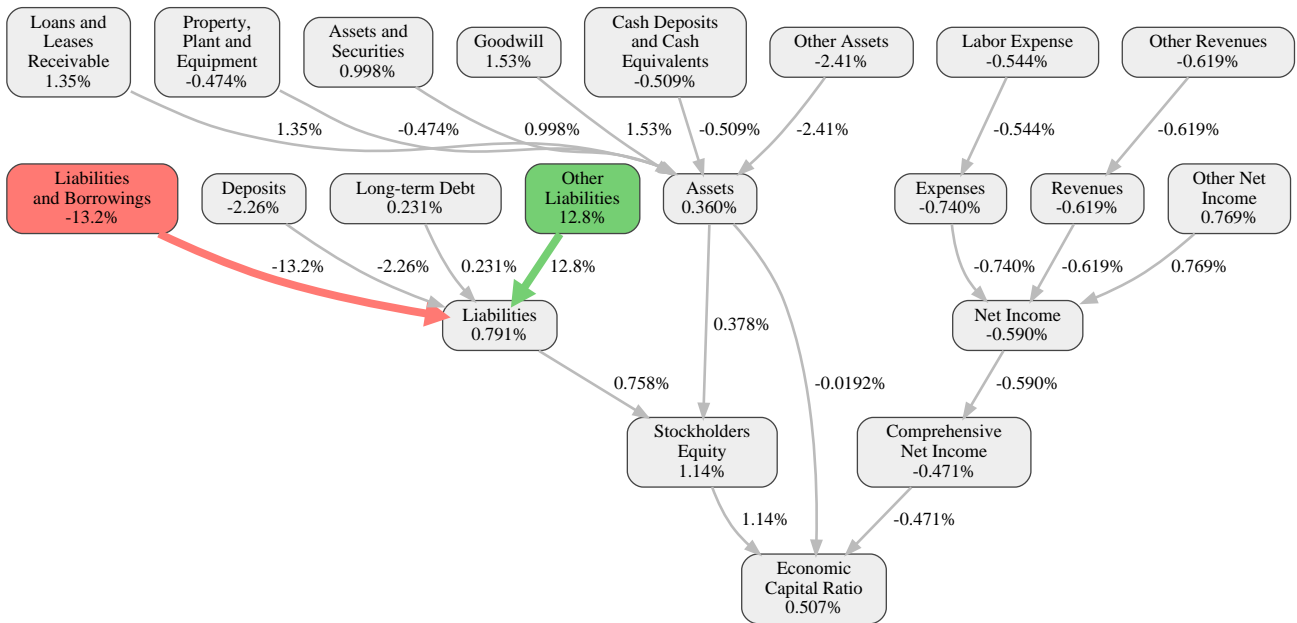 Loans and
Leases
Receivable
1.35%
Property,
Plant and
Equipment
-0.474%
Assets and
Securities
0.998%
Goodwill
1.53%
Cash Deposits
and Cash
Equivalents
-0.509%
Other Assets
-2.41%
Labor Expense
-0.544%
Other Revenues
-0.619%
1.35%
-0.474%
0.998%
1.53%
-0.509%
-2.41%
-0.544%
-0.619%
Liabilities
and Borrowings
-13.2%
Deposits
-2.26%
Long-term Debt
0.231%
Other
Liabilities
12.8%
Assets
0.360%
Expenses
-0.740%
Revenues
-0.619%
Other Net
Income
0.769%
-13.2%
-2.26%
0.231%
12.8%
-0.740%
-0.619%
0.769%
Liabilities
0.791%
0.378%
Net Income
-0.590%
0.758%
-0.0192%
-0.590%
Stockholders
Equity
1.14%
Comprehensive
Net Income
-0.471%
1.14%
-0.471%
Economic
Capital Ratio
0.507%